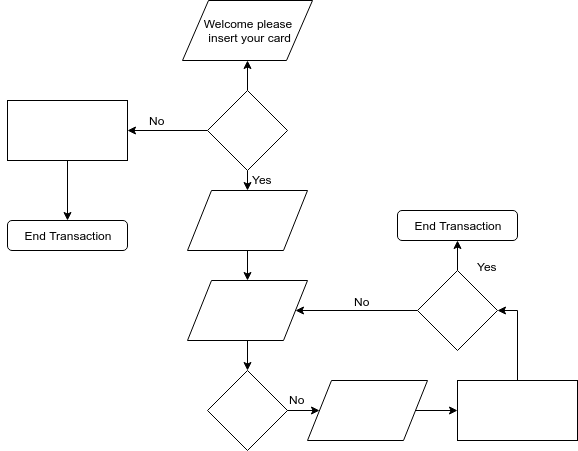 Welcome please
insert your card
No
Yes
End Transaction
End Transaction
Yes
No
No